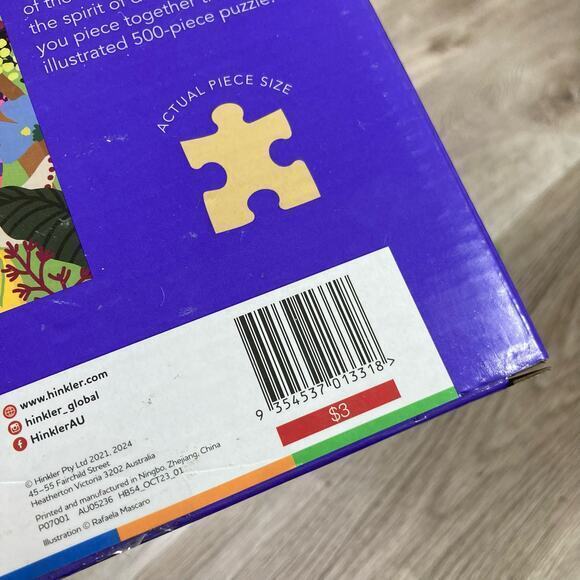 of the
the spirit of
you piece together
illustrated 500-piece puzzle.
ACTUAL PIECE SIZE
www.hinkler.com
hinkler_global
HinklerAU
9 354537 013318 >
$3
© Hinkler Pty Ltd 2021, 2024
45–55 Fairchild Street
Heatherton Victoria 3202 Australia
Printed and manufactured in Ningbo, Zhejiang, China
P07001 AU05236 HB54_OCT23_01
Illustration © Rafaela Mascaro